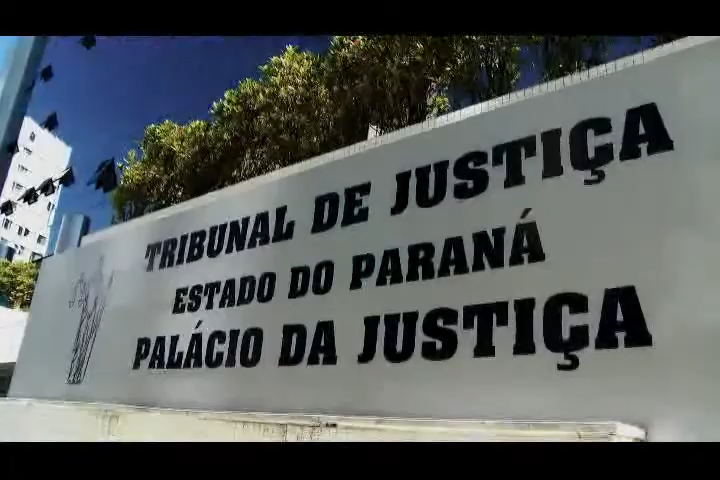 TRIBUNAL DE JUSTIÇA
ESTADO DO PARANÁ
PALÁCIO DA JUSTIÇA